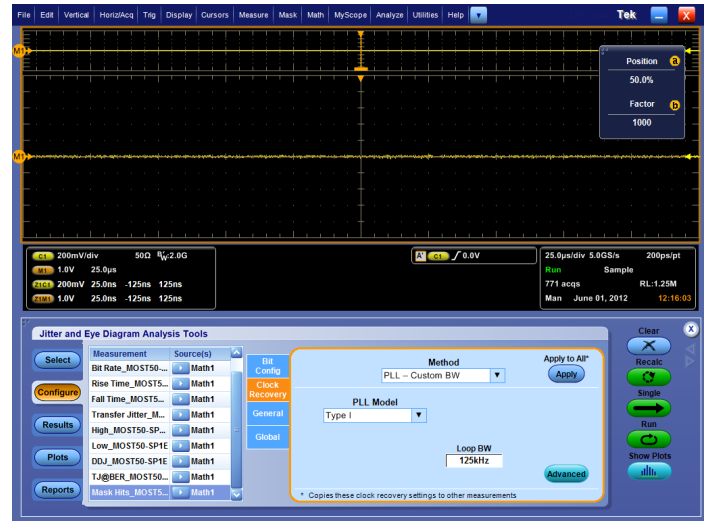 File Edit Vertical Horiz/Acq Trig Display Cursors Measure Mask Math MyScope Analyze Utilities Help Tek X
M1
Position a
50.0%
Factor b
1000
M1
C1 200mV/div 50Ω BW:2.0G
M1 1.0V 25.0µs
Z1C1 200mV 25.0ns -125ns 125ns
Z1M1 1.0V 25.0ns -125ns 125ns
A' C1 0.0V
25.0µs/div 5.0GS/s 200ps/pt
Run Sample
771 acqs RL:1.25M
Man June 01, 2012 12:16:03
Jitter and Eye Diagram Analysis Tools
Select
Configure
Results
Plots
Reports
Measurement Source(s)
Bit Rate_MOST50-... Math1
Rise Time_MOST5... Math1
Fall Time_MOST5... Math1
Transfer Jitter_M... Math1
High_MOST50-SP... Math1
Low_MOST50-SP1E Math1
DDJ_MOST50-SP1E Math1
TJ@BER_MOST50... Math1
Mask Hits_MOST5... Math1
Bit Config
Clock Recovery
General
Global
Method
PLL – Custom BW
Apply to All*
Apply
PLL Model
Type I
Loop BW
125kHz
Advanced
* Copies these clock recovery settings to other measurements
Clear
X
Recalc
Single
Run
Show Plots